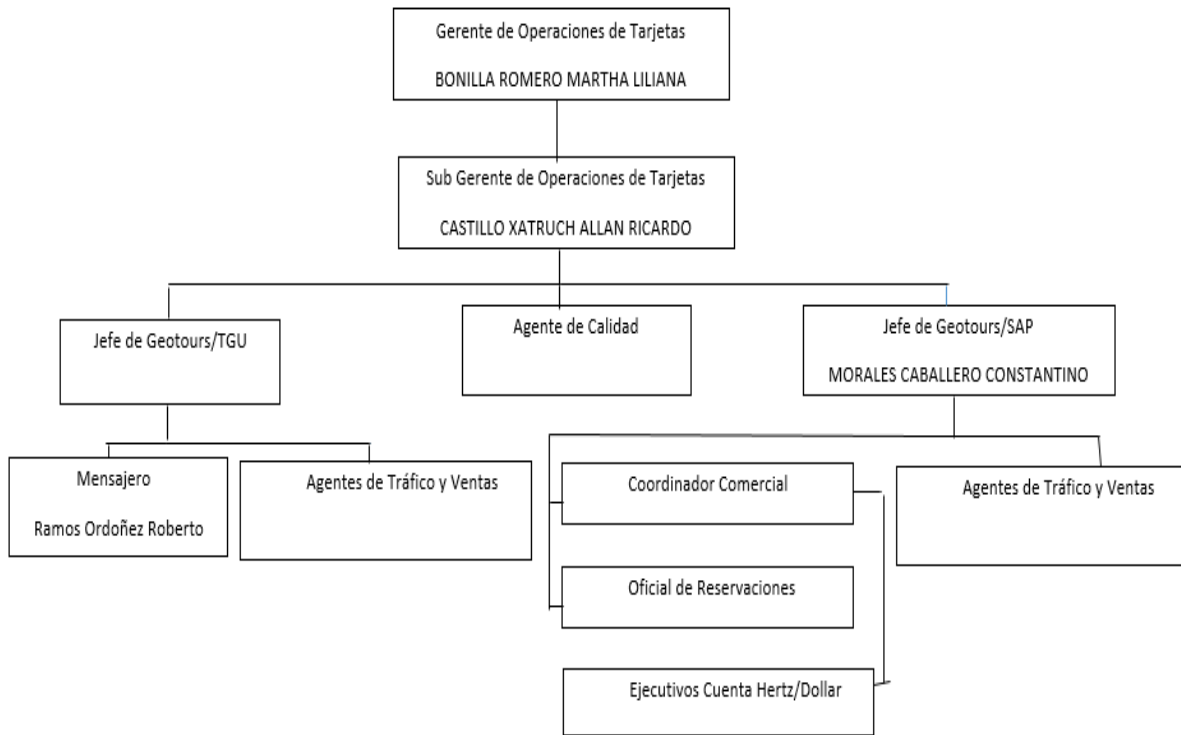 Gerente de Operaciones de Tarjetas
BONILLA ROMERO MARTHA LILIANA
Sub Gerente de Operaciones de Tarjetas
CASTILLO XATRUCH ALLAN RICARDO
Jefe de Geotours/TGU
Agente de Calidad
Jefe de Geotours/SAP
MORALES CABALLERO CONSTANTINO
Mensajero
Ramos Ordoñez Roberto
Agentes de Tráfico y Ventas
Coordinador Comercial
Agentes de Tráfico y Ventas
Oficial de Reservaciones
Ejecutivos Cuenta Hertz/Dollar